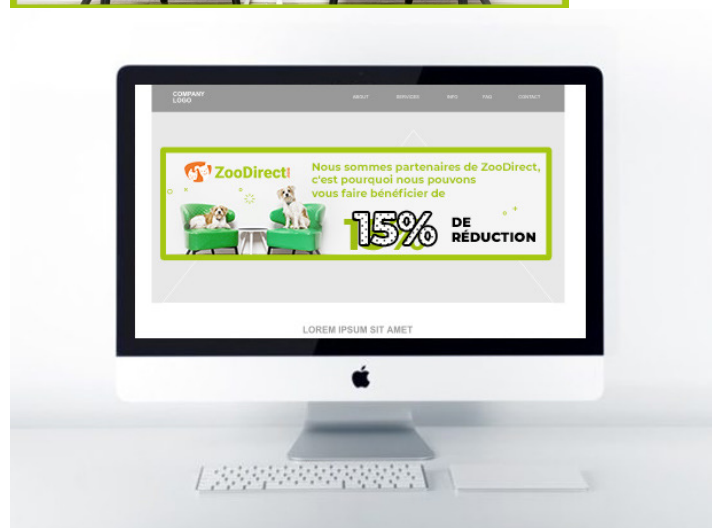 COMPANY
LOGO
ABOUT SERVICES INFO FAQ CONTACT
ZooDirect
Nous sommes partenaires de ZooDirect,
c'est pourquoi nous pouvons
vous faire bénéficier de
15% DE
RÉDUCTION
LOREM IPSUM SIT AMET